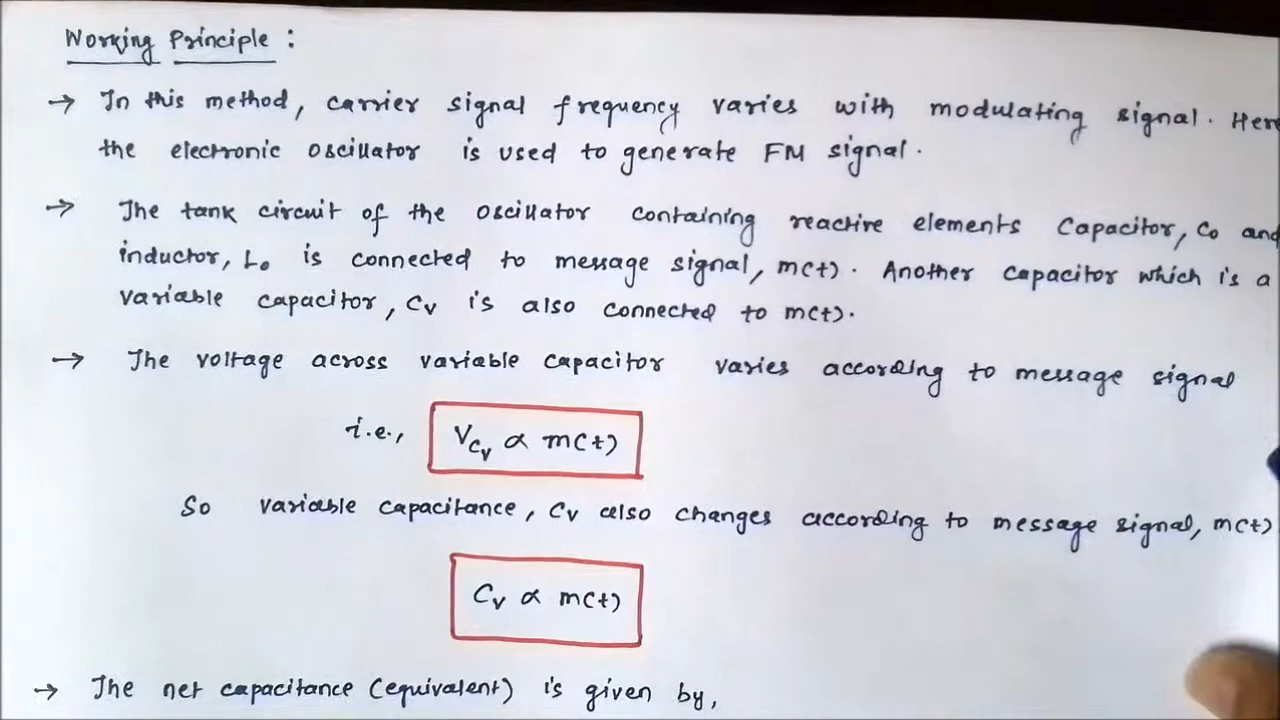 Working Principle :
→ In this method, carrier signal frequency varies with modulating signal. Here
the electronic oscillator is used to generate FM signal.
→ The tank circuit of the oscillator containing reactive elements Capacitor, C₀ and
inductor, L₀ is connected to message signal, m(t). Another capacitor which is a
variable capacitor, Cv is also connected to m(t).
→ The voltage across variable capacitor varies according to message signal
i.e., V_Cv ∝ m(t)
So variable capacitance, Cv also changes according to message signal, m(t)
Cv ∝ m(t)
→ The net capacitance (equivalent) is given by,